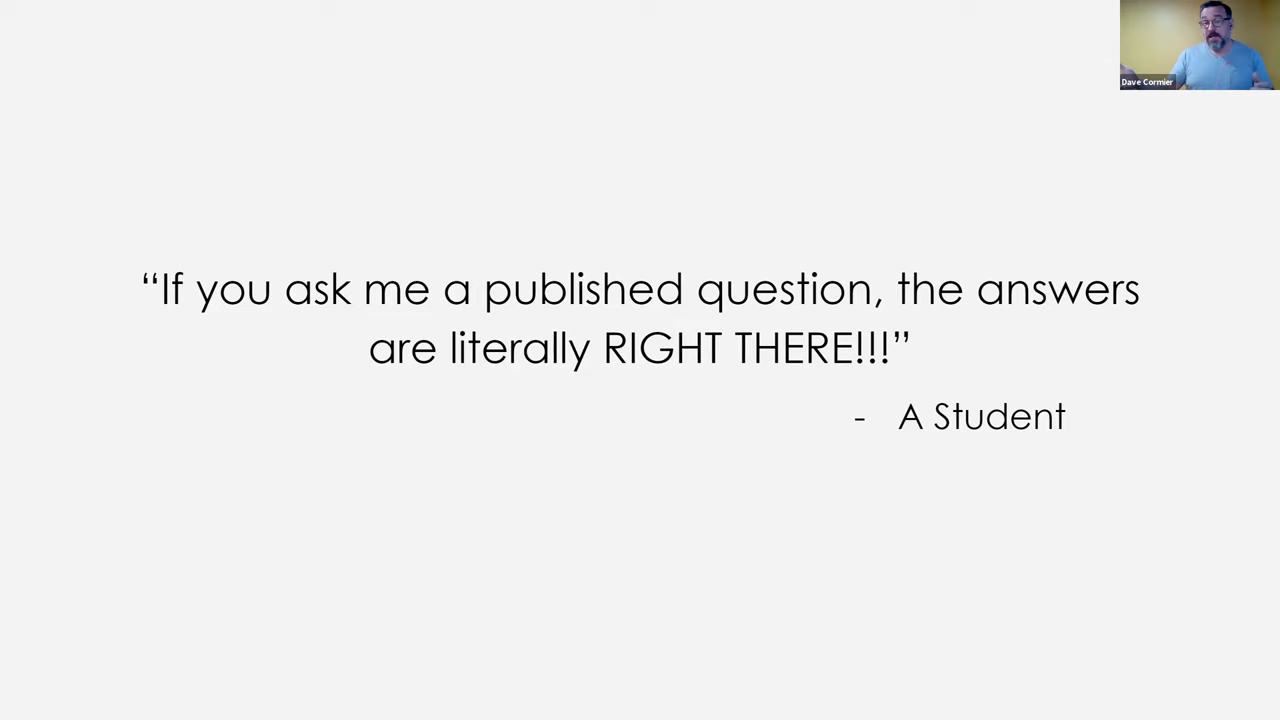 Dave Cormier
“If you ask me a published question, the answers
are literally RIGHT THERE!!!”
- A Student